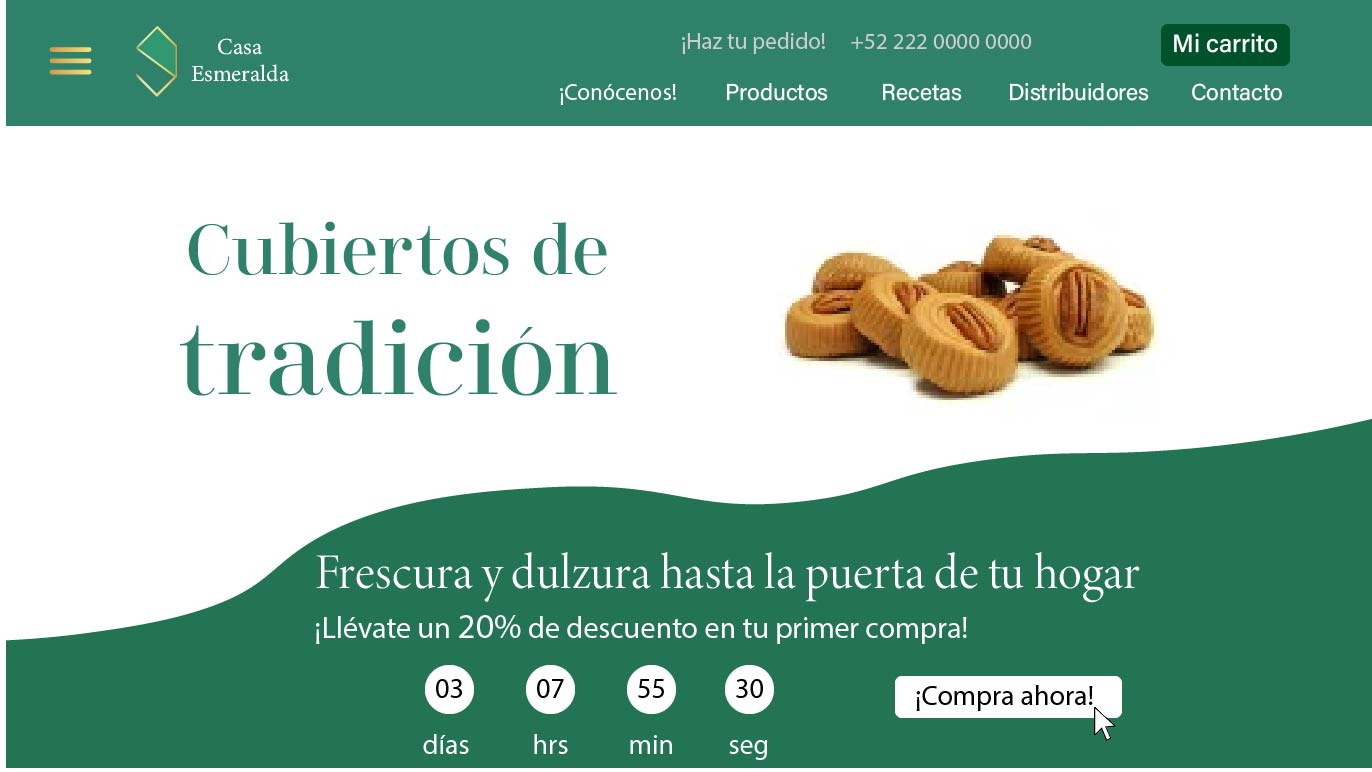 Casa
Esmeralda
¡Haz tu pedido! +52 222 0000 0000
Mi carrito
¡Conócenos! Productos Recetas Distribuidores Contacto
Cubiertos de
tradición
Frescura y dulzura hasta la puerta de tu hogar
¡Llévate un 20% de descuento en tu primer compra!
03 07 55 30
días hrs min seg
¡Compra ahora!